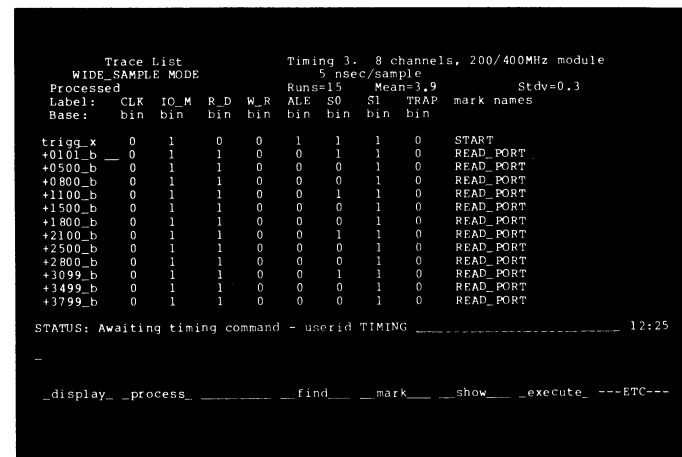 Trace List Timing 3. 8 channels, 200/400MHz module
WIDE_SAMPLE MODE 5 nsec/sample
Processed Runs=15 Mean=3.9 Stdv=0.3
Label: CLK IO_M R_D W_R ALE S0 S1 TRAP mark names
Base: bin bin bin bin bin bin bin bin
trigg_x 0 1 0 0 1 1 1 0 START
+0101_b __ 0 1 1 0 0 1 1 0 READ_PORT
+0500_b 0 1 1 0 0 0 1 0 READ_PORT
+0800_b 0 1 1 0 0 0 1 0 READ_PORT
+1100_b 0 1 1 0 0 1 1 0 READ_PORT
+1500_b 0 1 1 0 0 0 1 0 READ_PORT
+1800_b 0 1 1 0 0 0 1 0 READ_PORT
+2100_b 0 1 1 0 0 1 1 0 READ_PORT
+2500_b 0 1 1 0 0 0 1 0 READ_PORT
+2800_b 0 1 1 0 0 0 1 0 READ_PORT
+3099_b 0 1 1 0 0 1 1 0 READ_PORT
+3499_b 0 1 1 0 0 0 1 0 READ_PORT
+3799_b 0 1 1 0 0 0 1 0 READ_PORT
STATUS: Awaiting timing command - userid TIMING ______________________ 12:25
_
_display_ _process_ ________ __find___ __mark___ __show___ _execute_ ---ETC---